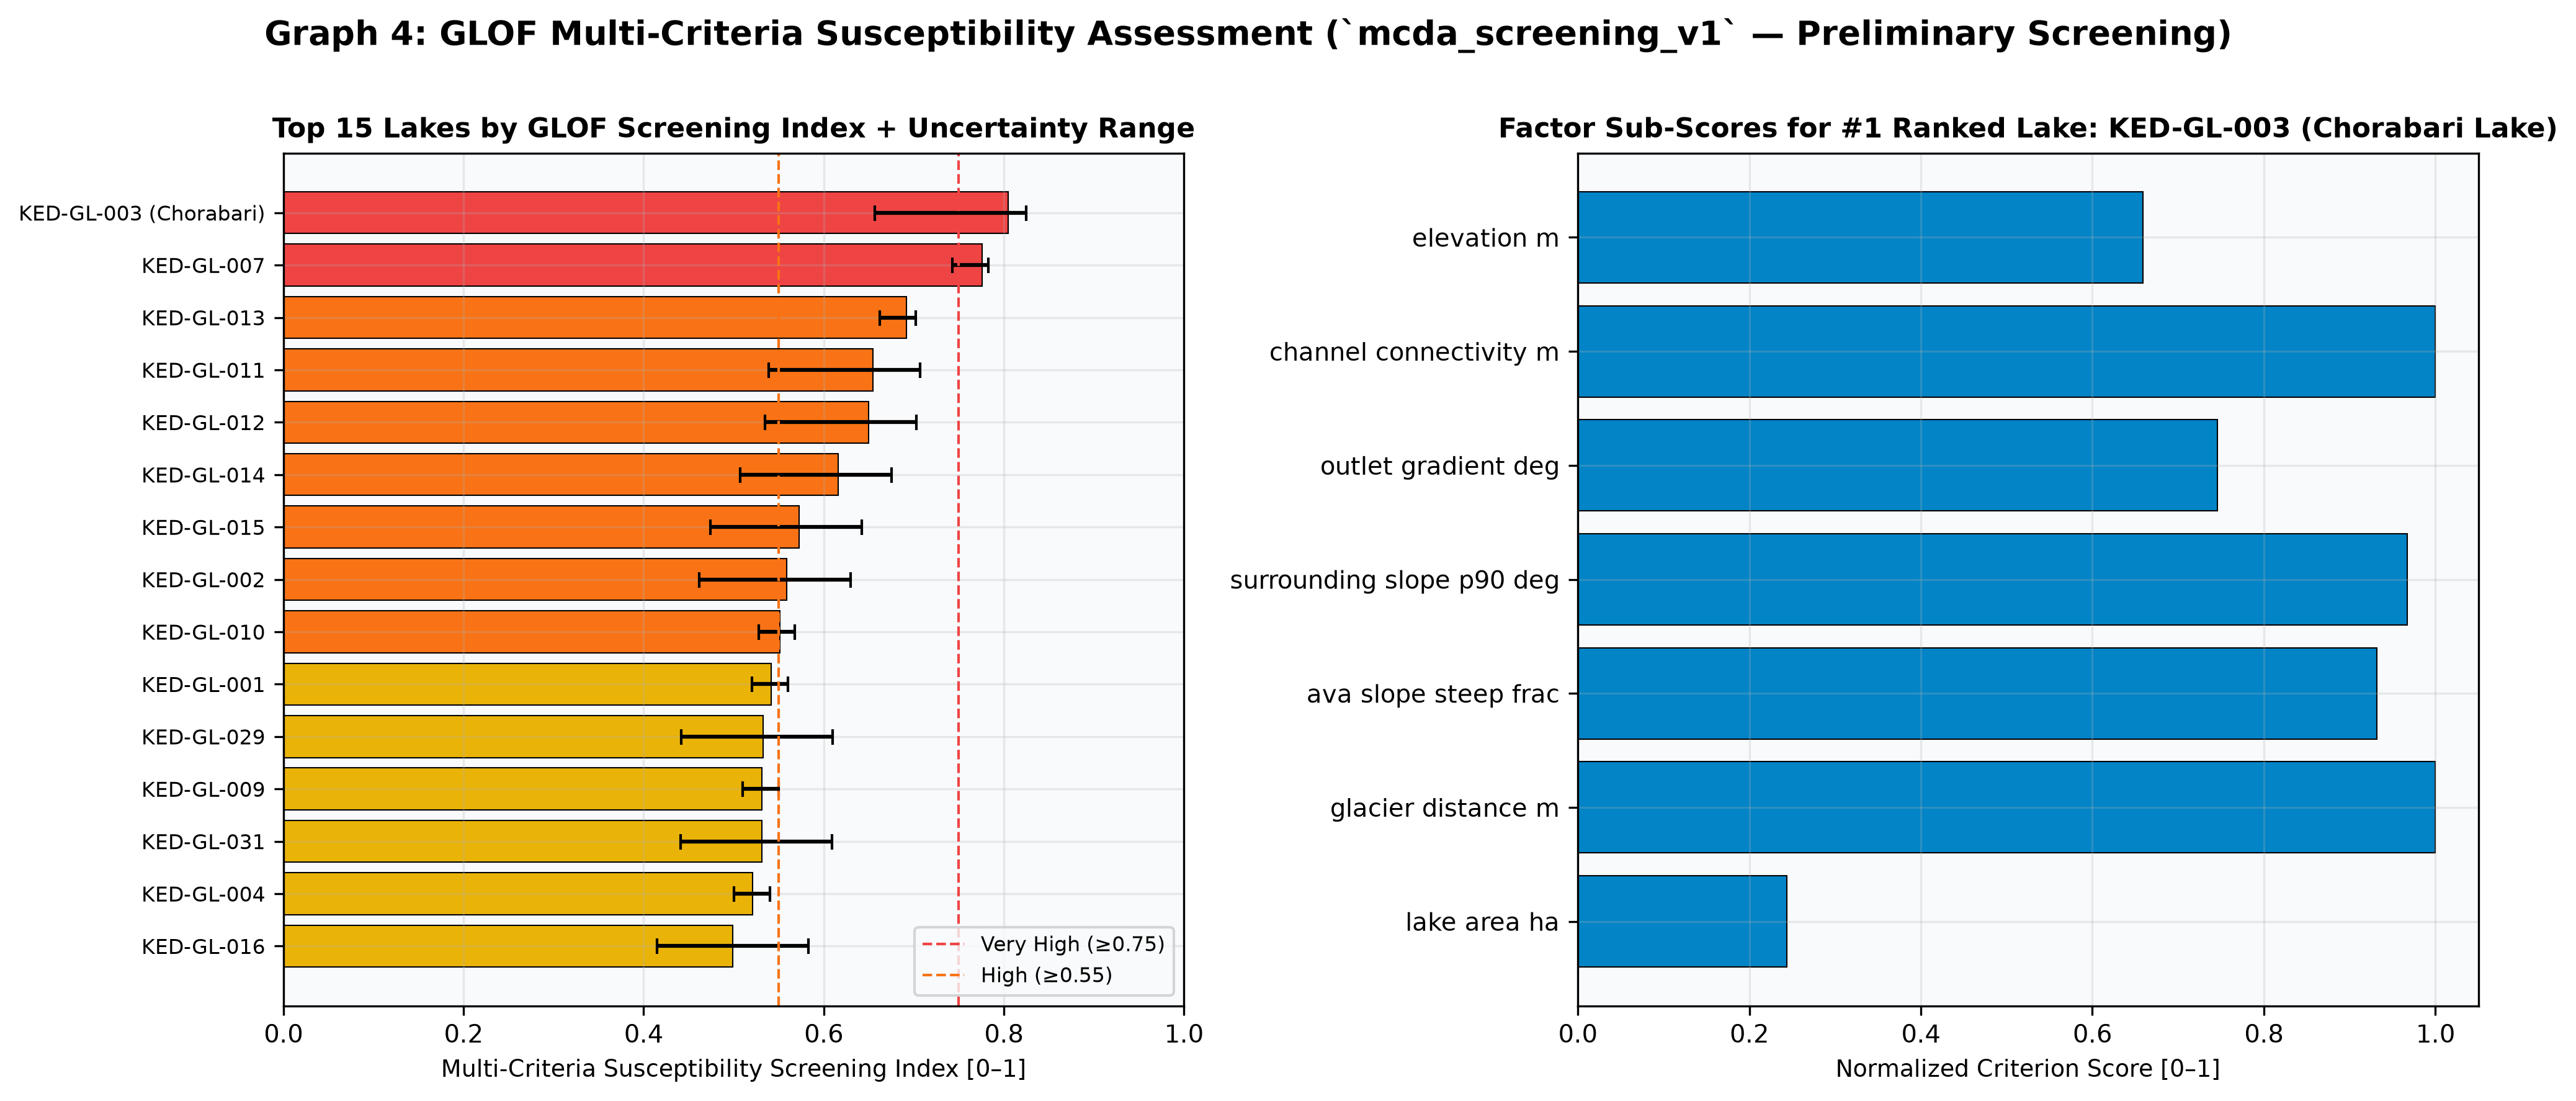 Graph 4: GLOF Multi-Criteria Susceptibility Assessment (`mcda_screening_v1` — Preliminary Screening)
Top 15 Lakes by GLOF Screening Index + Uncertainty Range
KED-GL-003 (Chorabari)
KED-GL-007
KED-GL-013
KED-GL-011
KED-GL-012
KED-GL-014
KED-GL-015
KED-GL-002
KED-GL-010
KED-GL-001
KED-GL-029
KED-GL-009
KED-GL-031
KED-GL-004
KED-GL-016
Very High (≥0.75)
High (≥0.55)
0.0 0.2 0.4 0.6 0.8 1.0
Multi-Criteria Susceptibility Screening Index [0–1]
Factor Sub-Scores for #1 Ranked Lake: KED-GL-003 (Chorabari Lake)
elevation m
channel connectivity m
outlet gradient deg
surrounding slope p90 deg
ava slope steep frac
glacier distance m
lake area ha
0.0 0.2 0.4 0.6 0.8 1.0
Normalized Criterion Score [0–1]